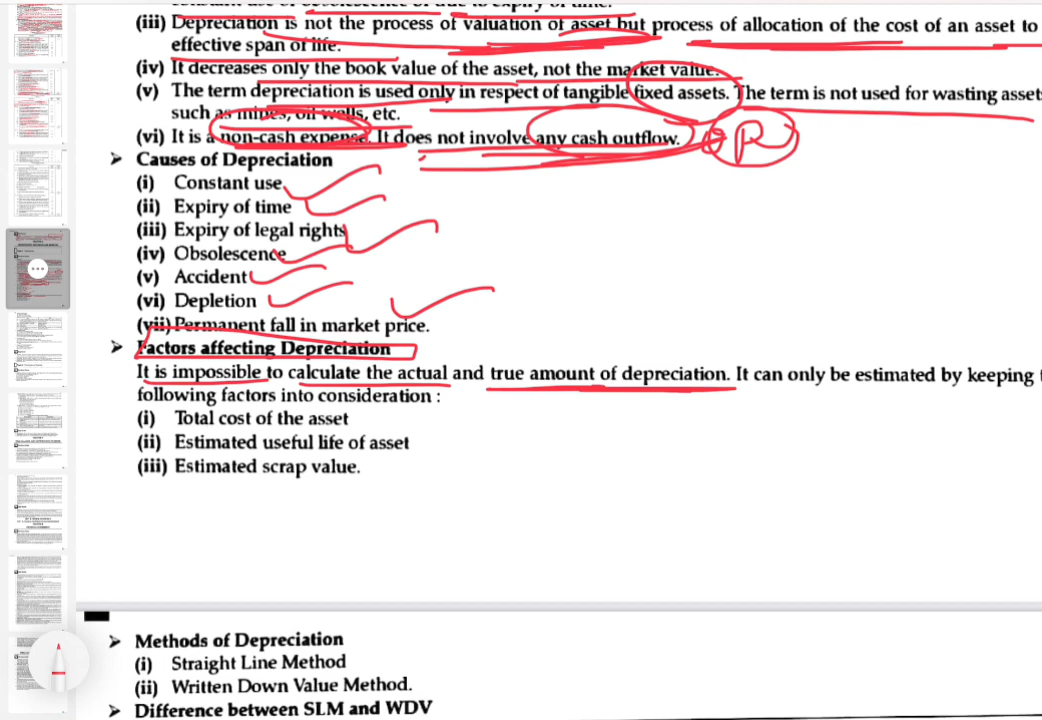 (iii) Depreciation is not the process of valuation of asset but process of allocation of the cost of an asset to
effective span of life.
(iv) It decreases only the book value of the asset, not the market value.
(v) The term depreciation is used only in respect of tangible fixed assets. The term is not used for wasting asset
such as mines, oil wells, etc.
(vi) It is a non-cash expense. It does not involve any cash outflow.
➤ Causes of Depreciation
(i) Constant use
(ii) Expiry of time
(iii) Expiry of legal rights
(iv) Obsolescence
(v) Accident
(vi) Depletion
(vii) Permanent fall in market price.
➤ Factors affecting Depreciation
It is impossible to calculate the actual and true amount of depreciation. It can only be estimated by keeping
following factors into consideration :
(i) Total cost of the asset
(ii) Estimated useful life of asset
(iii) Estimated scrap value.
➤ Methods of Depreciation
(i) Straight Line Method
(ii) Written Down Value Method.
➤ Difference between SLM and WDV